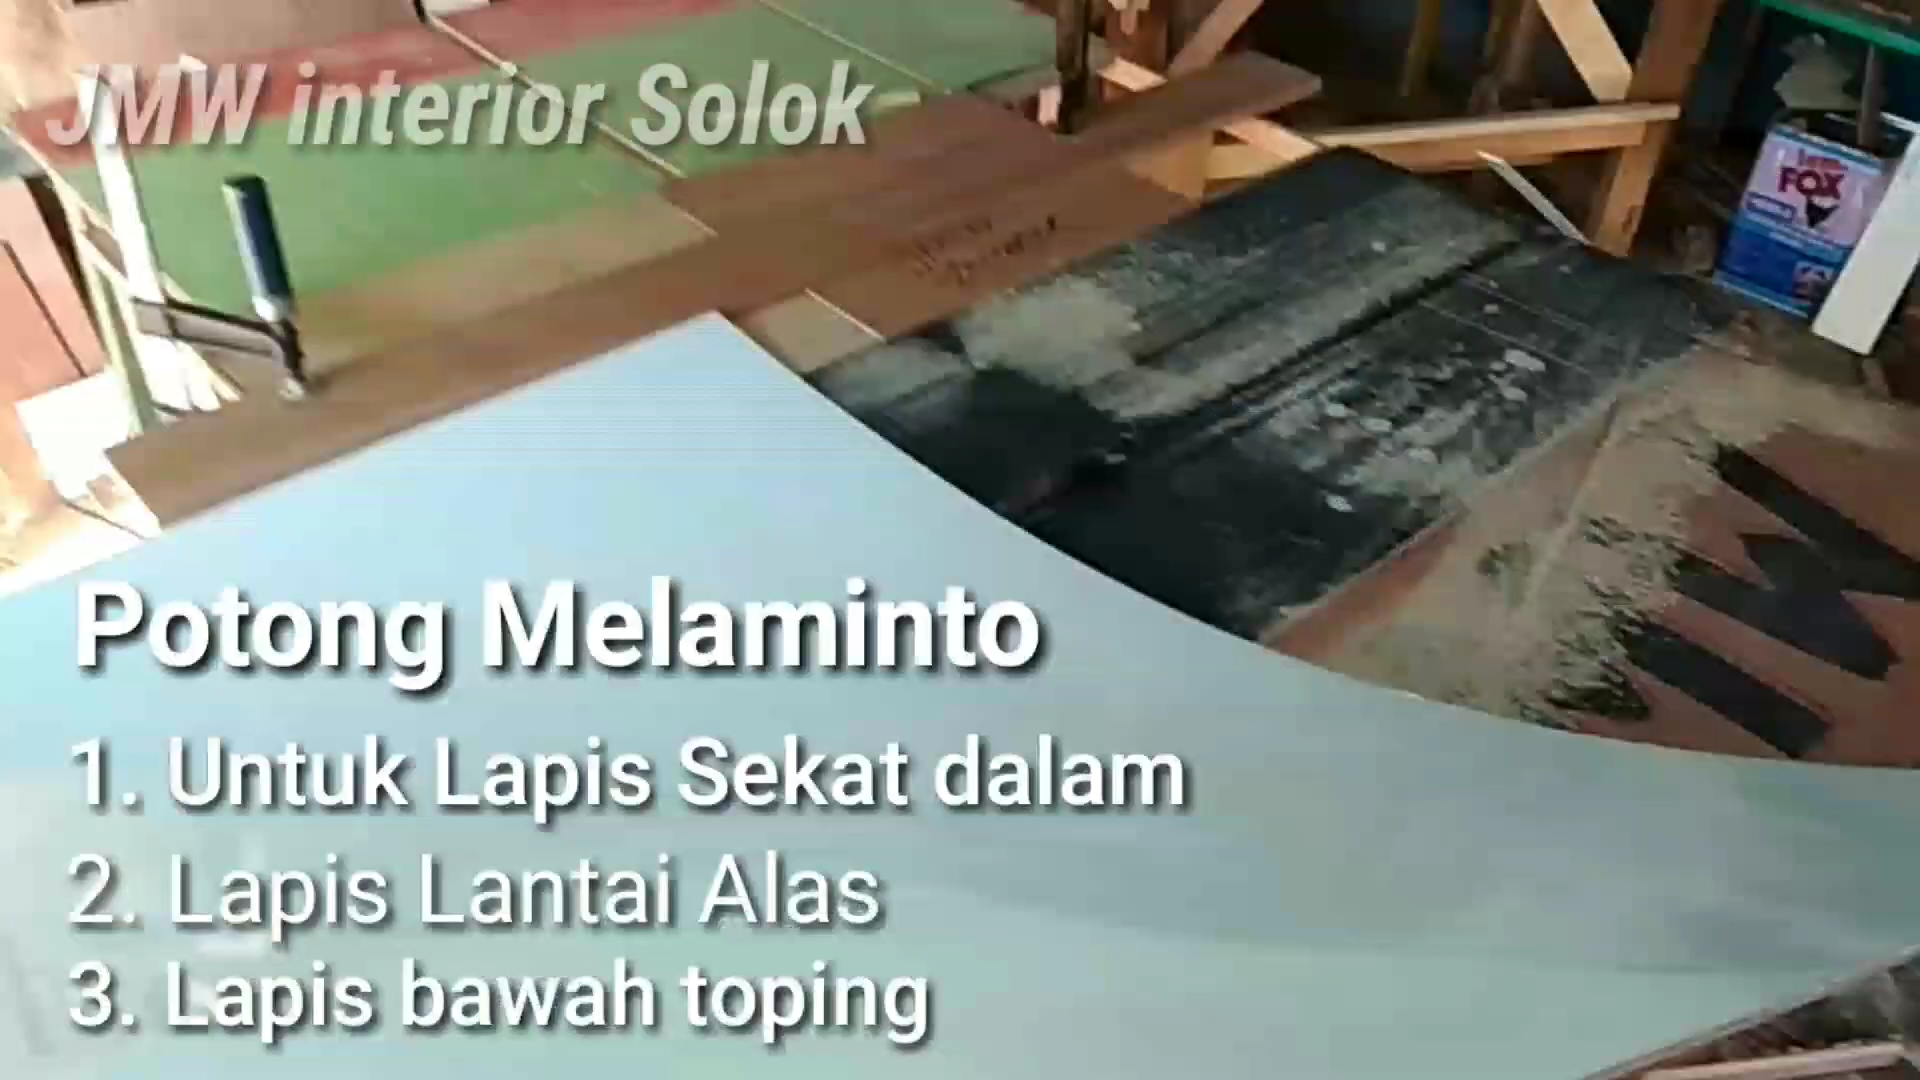 JMW interior Solok
FOX
Potong Melaminto
1. Untuk Lapis Sekat dalam
2. Lapis Lantai Alas
3. Lapis bawah toping